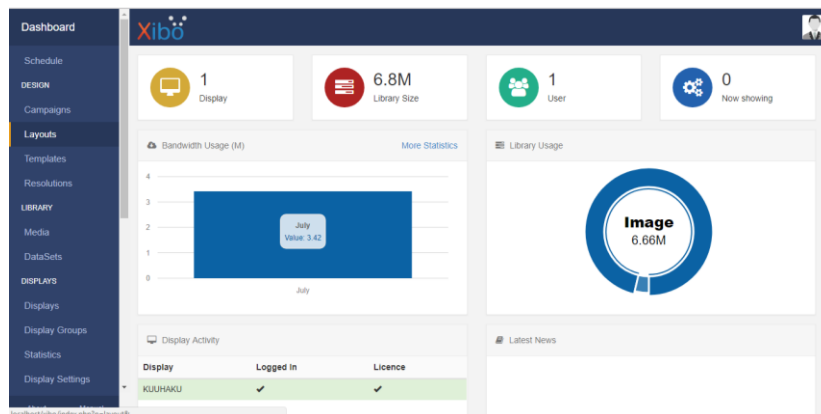 Dashboard
Xibo
Schedule
DESIGN
Campaigns
Layouts
Templates
Resolutions
LIBRARY
Media
DataSets
DISPLAYS
Displays
Display Groups
Statistics
Display Settings
1
Display
6.8M
Library Size
1
User
0
Now showing
Bandwidth Usage (M)
More Statistics
4
3
2
1
0
July
Value: 3.42
July
Library Usage
Image
6.66M
Display Activity
Display Logged In Licence
KUUHAKU
Latest News